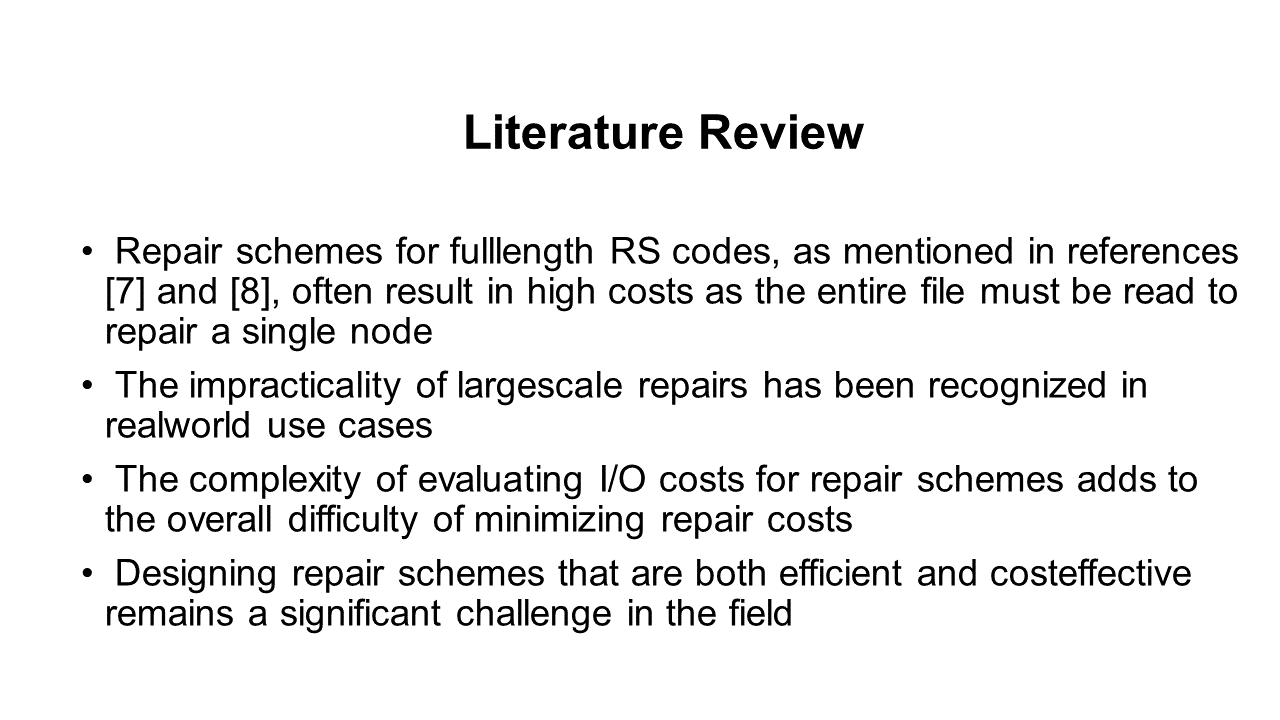 Literature Review
• Repair schemes for fulllength RS codes, as mentioned in references
[7] and [8], often result in high costs as the entire file must be read to
repair a single node
• The impracticality of largescale repairs has been recognized in
realworld use cases
• The complexity of evaluating I/O costs for repair schemes adds to
the overall difficulty of minimizing repair costs
• Designing repair schemes that are both efficient and costeffective
remains a significant challenge in the field